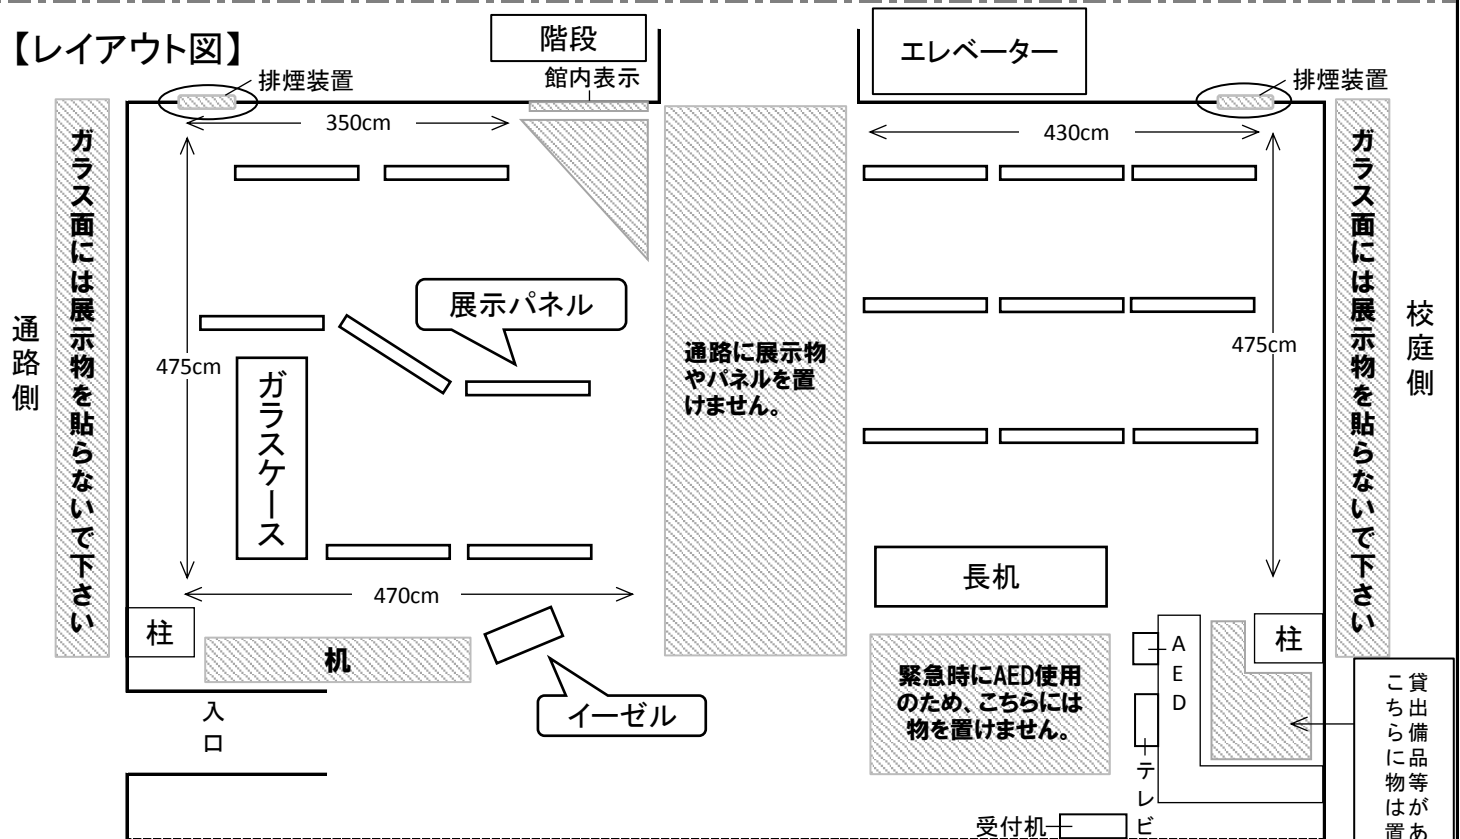 【レイアウト図】
階段
館内表示
エレベーター
排煙装置
排煙装置
350cm
430cm
ガラス面には展示物を貼らないで下さい
通路側
475cm
展示パネル
ガラスケース
通路に展示物
やパネルを置
けません。
475cm
ガラス面には展示物を貼らないで下さい
校庭側
470cm
長机
柱
机
イーゼル
入口
緊急時にAED使用
のため、こちらには
物を置けません。
AED
テレビ
柱
受付机
貸出備品等があ
こちらに物は置